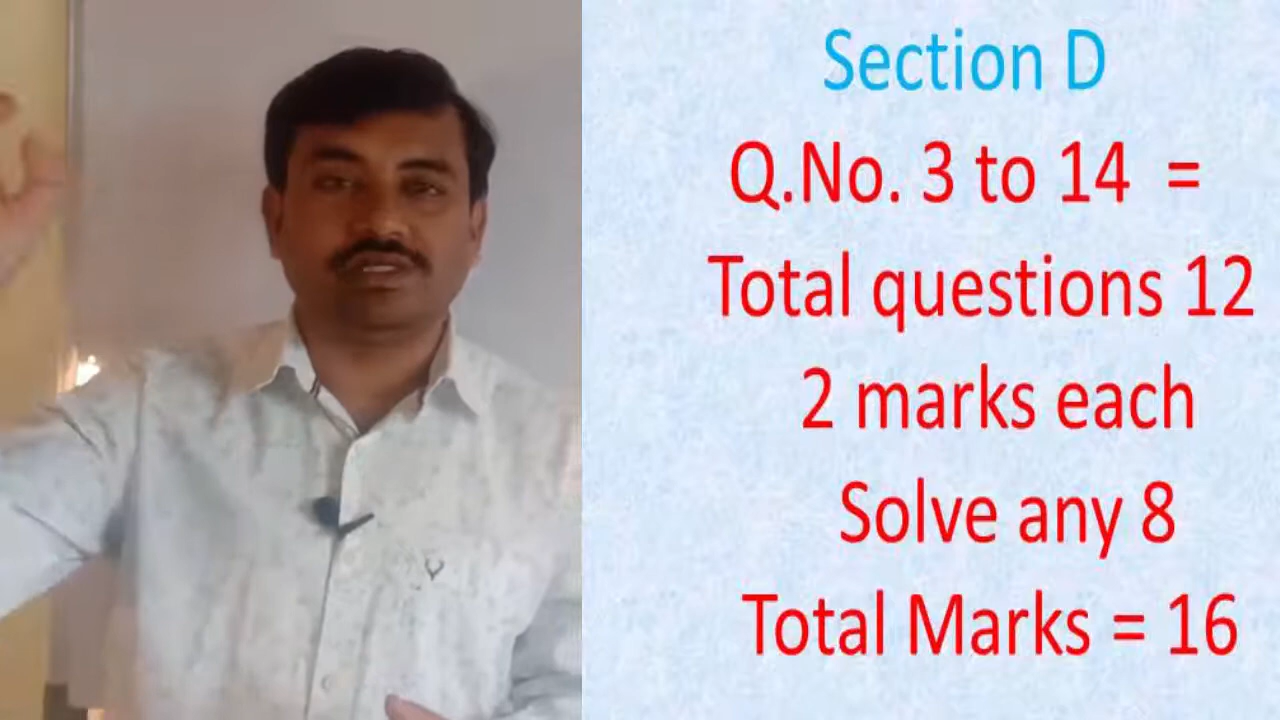 Section D
Q.No. 3 to 14 =
Total questions 12
2 marks each
Solve any 8
Total Marks = 16